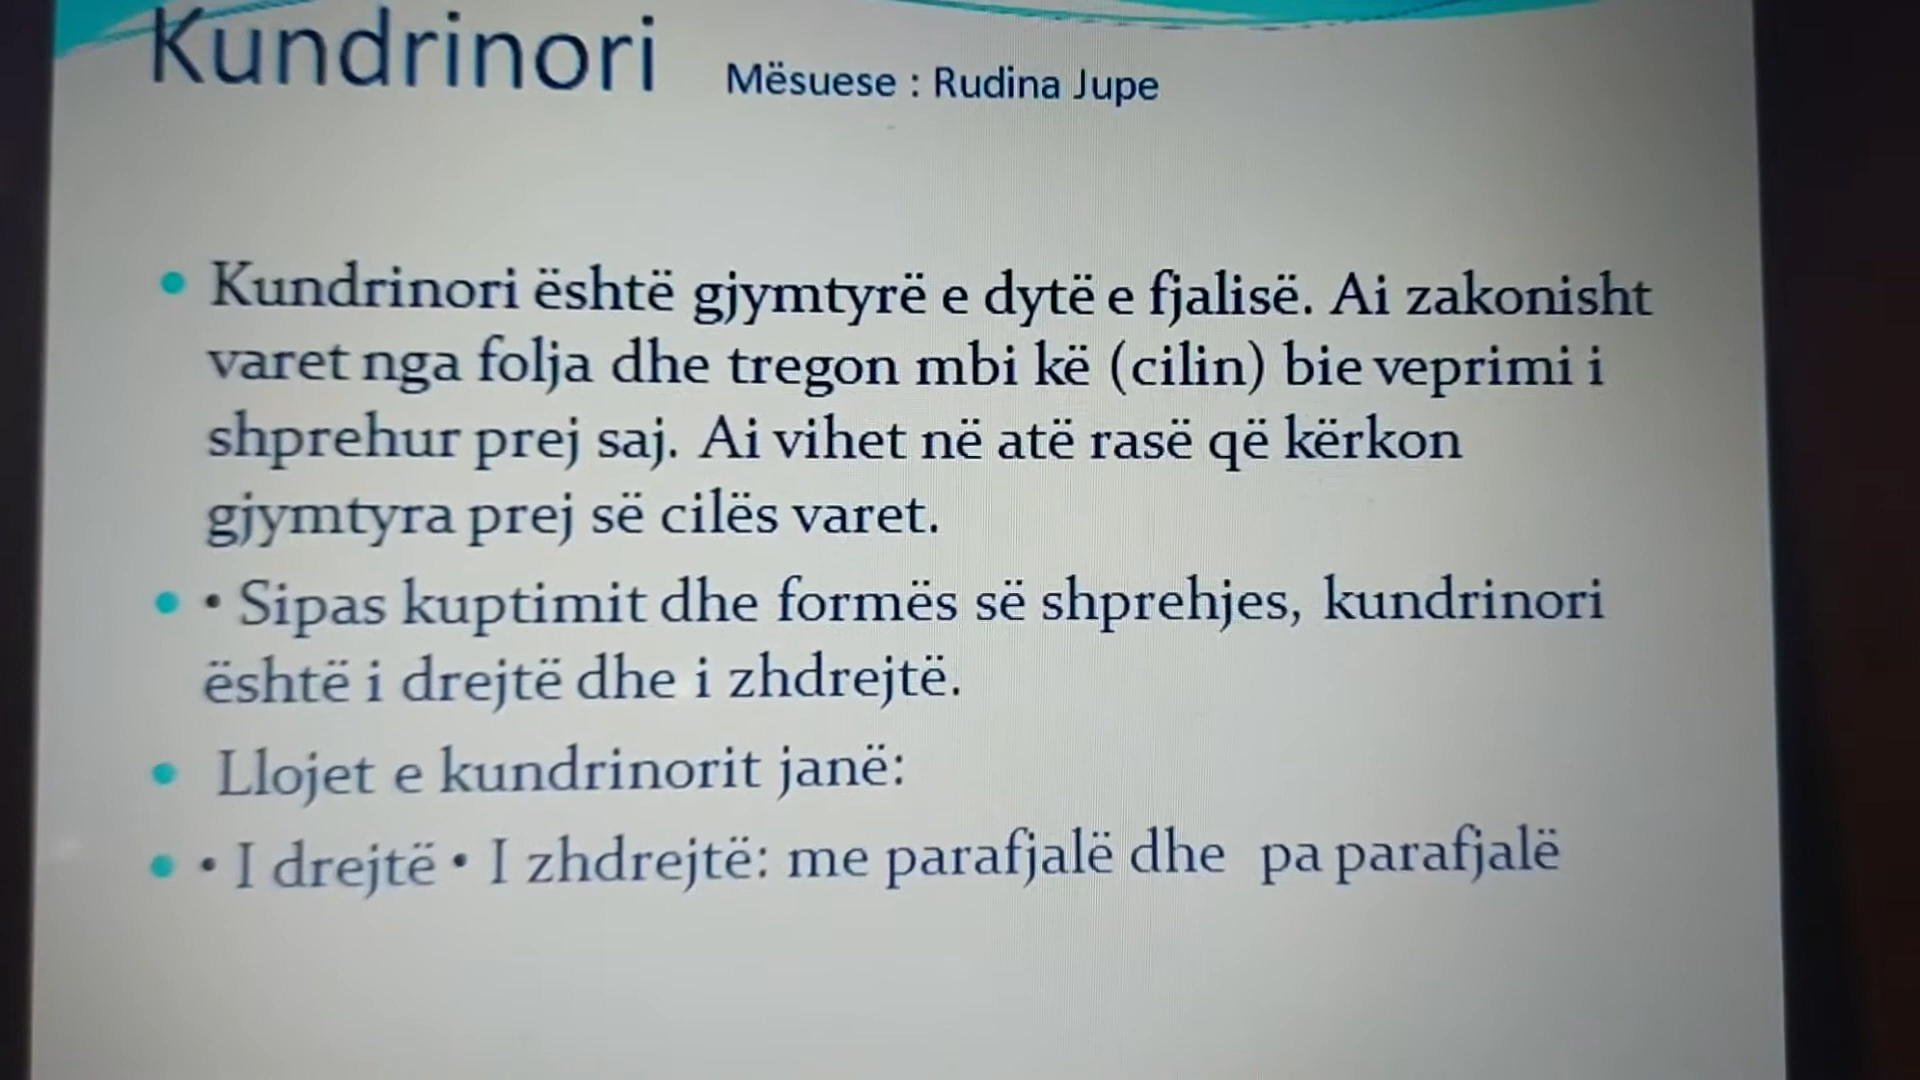 Kundrinori Mësuese : Rudina Jupe
• Kundrinori është gjymtyrë e dytë e fjalisë. Ai zakonisht
varet nga folja dhe tregon mbi kë (cilin) bie veprimi i
shprehur prej saj. Ai vihet në atë rasë që kërkon
gjymtyra prej së cilës varet.
• • Sipas kuptimit dhe formës së shprehjes, kundrinori
është i drejtë dhe i zhdrejtë.
• Llojet e kundrinorit janë:
• • I drejtë • I zhdrejtë: me parafjalë dhe pa parafjalë